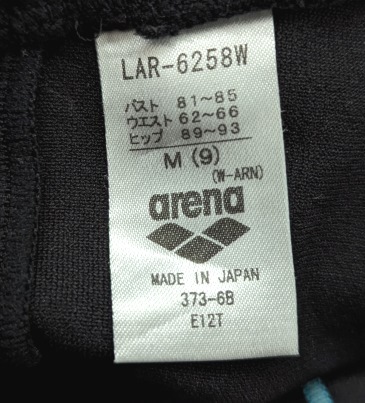 LAR-6258W
バスト 81~85
ウエスト 62~66
ヒップ 89~93
M (9)
(W-ARN)
arena
MADE IN JAPAN
373-6B
E12T